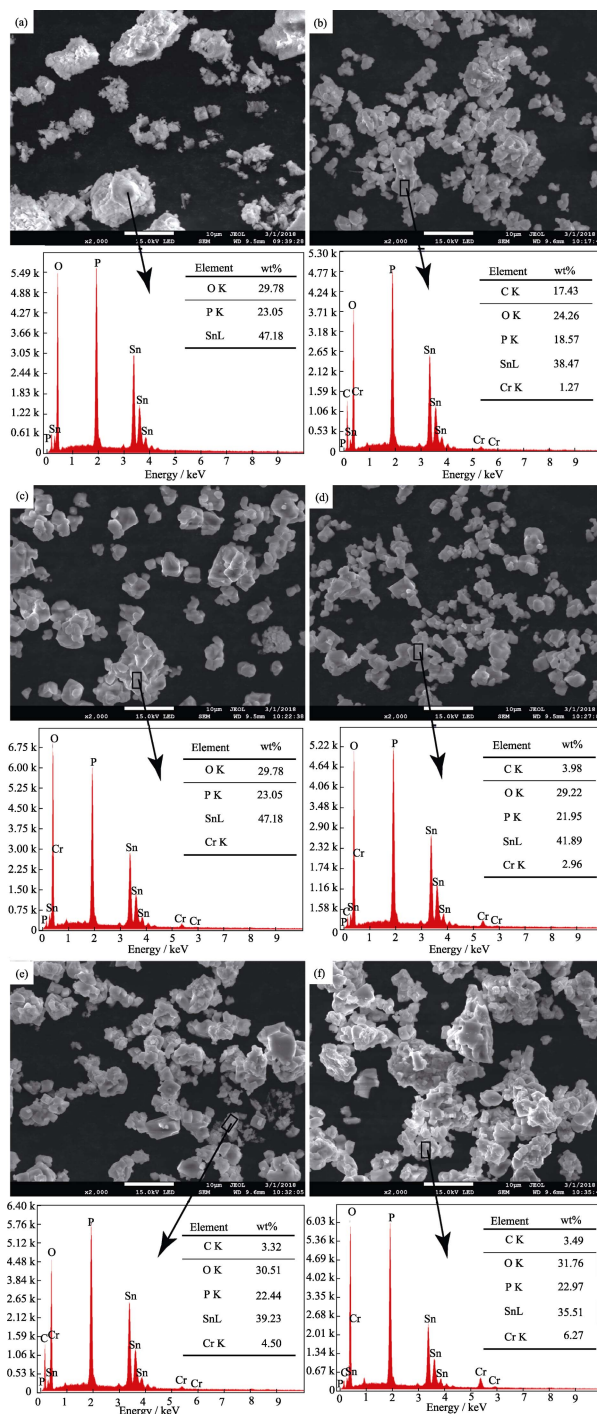 (a)
(b)
x2,000 15.0kV LED 10μm JEOL SEM 3/1/2018 WD 9.5mm 09:39:28
x2,000 15.0kV LED 10μm JEOL SEM 3/1/2018 WD 9.6mm
5.49 k
4.88 k
4.27 k
3.66 k
3.05 k
2.44 k
1.83 k
1.22 k
0.61 k
O
P
Sn
Sn
Sn
Sn
P
0 1 2 3 4 5 6 7 8 9
Energy / keV
Element wt%
O K 29.78
P K 23.05
SnL 47.18
5.30 k
4.77 k
4.24 k
3.71 k
3.18 k
2.65 k
2.12 k
1.59 k
1.06 k
0.53 k
P
O
C Cr
Sn
Sn
Sn
Sn
P
Cr Cr
0 1 2 3 4 5 6 7 8 9
Energy / keV
Element wt%
C K 17.43
O K 24.26
P K 18.57
SnL 38.47
Cr K 1.27
(c)
(d)
x2,000 15.0kV LED 10μm JEOL SEM 3/1/2018 WD 9.5mm 10:22:38
x2,000 15.0kV LED 10μm JEOL SEM 3/1/2018
6.75 k
6.00 k
5.25 k
4.50 k
3.75 k
3.00 k
2.25 k
1.50 k
0.75 k
O
P
Cr
Sn
Sn
Sn
Sn
P
Cr Cr
0 1 2 3 4 5 6 7 8 9
Energy / keV
Element wt%
O K 29.78
P K 23.05
SnL 47.18
Cr K
5.22 k
4.64 k
4.06 k
3.48 k
2.90 k
2.32 k
1.74 k
1.16 k
1.58 k
O
P
Cr
Sn
Sn
C
Sn
Sn
P
Cr Cr
0 1 2 3 4 5 6 7 8 9
Energy / keV
Element wt%
C K 3.98
O K 29.22
P K 21.95
SnL 41.89
Cr K 2.96
(e)
(f)
x2,000 15.0kV LED 10μm JEOL SEM 3/1/2018 WD 9.6mm 10:32:05
x2,000 15.0kV LED 10μm JEOL SEM 3/1/2018 WD 9.6mm
6.40 k
5.76 k
5.12 k
4.48 k
3.84 k
2.65 k
2.12 k
1.59 k
1.06 k
0.53 k
P
O
C Cr
Sn
Sn
Sn
Sn
P
Cr Cr
0 1 2 3 4 5 6 7 8 9
Energy / keV
Element wt%
C K 3.32
O K 30.51
P K 22.44
SnL 39.23
Cr K 4.50
6.03 k
5.36 k
4.69 k
4.02 k
3.35 k
2.68 k
2.01 k
1.34 k
0.67 k
O
P
Cr
Sn
Sn
C
Sn
Sn
P
Cr
Cr
0 1 2 3 4 5 6 7 8 9
Energy / keV
Element wt%
C K 3.49
O K 31.76
P K 22.97
SnL 35.51
Cr K 6.27